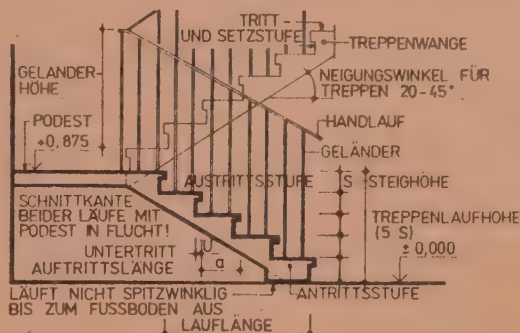 TRITT
UND SETZSTUFE
TREPPENWANGE
GELANDER-
HÖHE
NEIGUNGSWINKEL FÜR
TREPPEN 20-45°
PODEST
+0,875
HANDLAUF
GELÄNDER
AUSTRITTSSTUFE
S STEIGHÖHE
SCHNITTKANTE
BEIDER LÄUFE MIT
PODEST IN FLUCHT!
TREPPENLAUFHÖHE
(5 S)
± 0,000
UNTERTRITT U
AUFTRITTSLÄNGE a
LÄUFT NICHT SPITZWINKLIG
BIS ZUM FUSSBODEN AUS
ANTRITTSSTUFE
LAUFLÄNGE